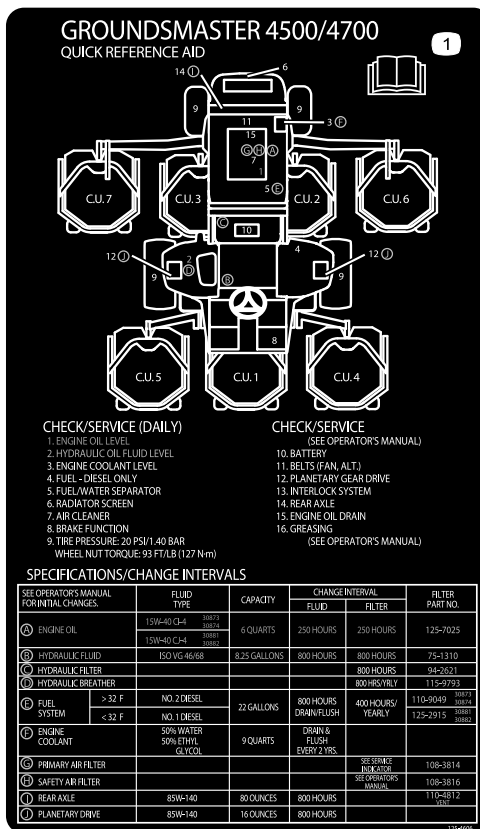 GROUNDSMASTER 4500/4700
QUICK REFERENCE AID
1
6
14 I
9
9
11
3 F
15
G H A
7
1
5 E
C.U. 7
C.U. 3
C.U. 2
C.U. 6
C
10
12 J
2
D
4
12 J
9
B
9
8
C.U. 5
C.U. 1
C.U. 4
CHECK/SERVICE (DAILY)
1. ENGINE OIL LEVEL
2. HYDRAULIC OIL FLUID LEVEL
3. ENGINE COOLANT LEVEL
4. FUEL - DIESEL ONLY
5. FUEL/WATER SEPARATOR
6. RADIATOR SCREEN
7. AIR CLEANER
8. BRAKE FUNCTION
9. TIRE PRESSURE: 20 PSI/1.40 BAR
WHEEL NUT TORQUE: 93 FT/LB (127 N-m)
CHECK/SERVICE
(SEE OPERATOR'S MANUAL)
10. BATTERY
11. BELTS (FAN, ALT.)
12. PLANETARY GEAR DRIVE
13. INTERLOCK SYSTEM
14. REAR AXLE
15. ENGINE OIL DRAIN
16. GREASING
(SEE OPERATOR'S MANUAL)
SPECIFICATIONS/CHANGE INTERVALS
SEE OPERATOR'S MANUAL FOR INITIAL CHANGES. FLUID TYPE CAPACITY CHANGE INTERVAL FLUID FILTER FILTER PART NO.
A ENGINE OIL 15W-40 CI-4 30873 30874 15W-40 CJ-4 30881 30882 6 QUARTS 250 HOURS 250 HOURS 125-7025
B HYDRAULIC FLUID ISO VG 46/68 8.25 GALLONS 800 HOURS 800 HOURS 75-1310
C HYDRAULIC FILTER 800 HOURS 94-2621
D HYDRAULIC BREATHER 800 HRS/YRLY 115-9793
E FUEL SYSTEM > 32 F NO. 2 DIESEL < 32 F NO. 1 DIESEL 22 GALLONS 800 HOURS DRAIN/FLUSH 400 HOURS/ YEARLY 110-9049 30873 30874 125-2915 30881 30882
F ENGINE COOLANT 50% WATER 50% ETHYL GLYCOL 9 QUARTS DRAIN & FLUSH EVERY 2 YRS.
G PRIMARY AIR FILTER SEE SERVICE INDICATOR 108-3814
H SAFETY AIR FILTER SEE OPERATOR'S MANUAL 108-3816
I REAR AXLE 85W-140 80 OUNCES 800 HOURS 110-4812 VENT
J PLANETARY DRIVE 85W-140 16 OUNCES 800 HOURS
125-4606